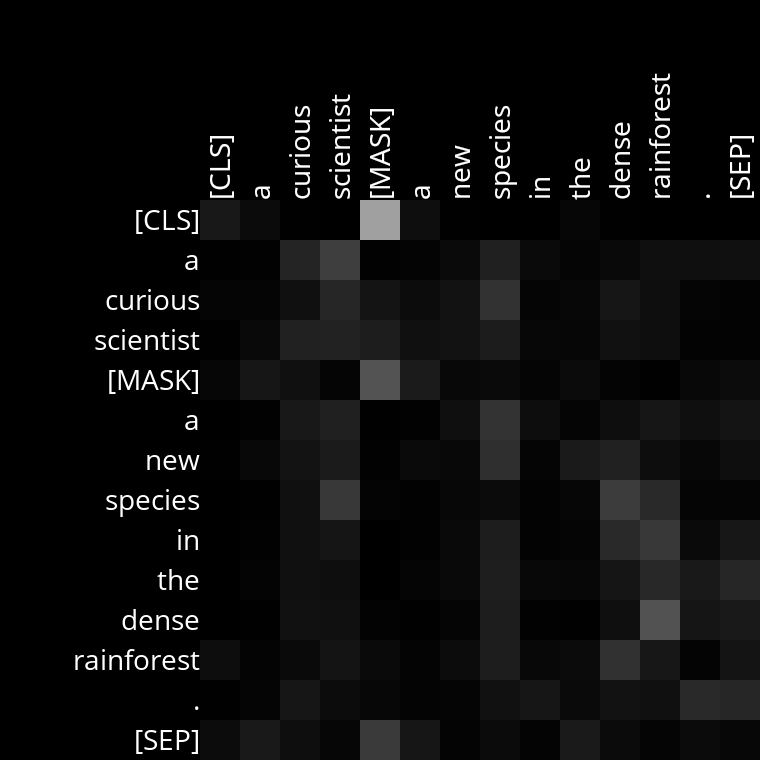 [CLS] a curious scientist [MASK] a new species in the dense rainforest . [SEP]
[CLS]
a
curious
scientist
[MASK]
a
new
species
in
the
dense
rainforest
.
[SEP]